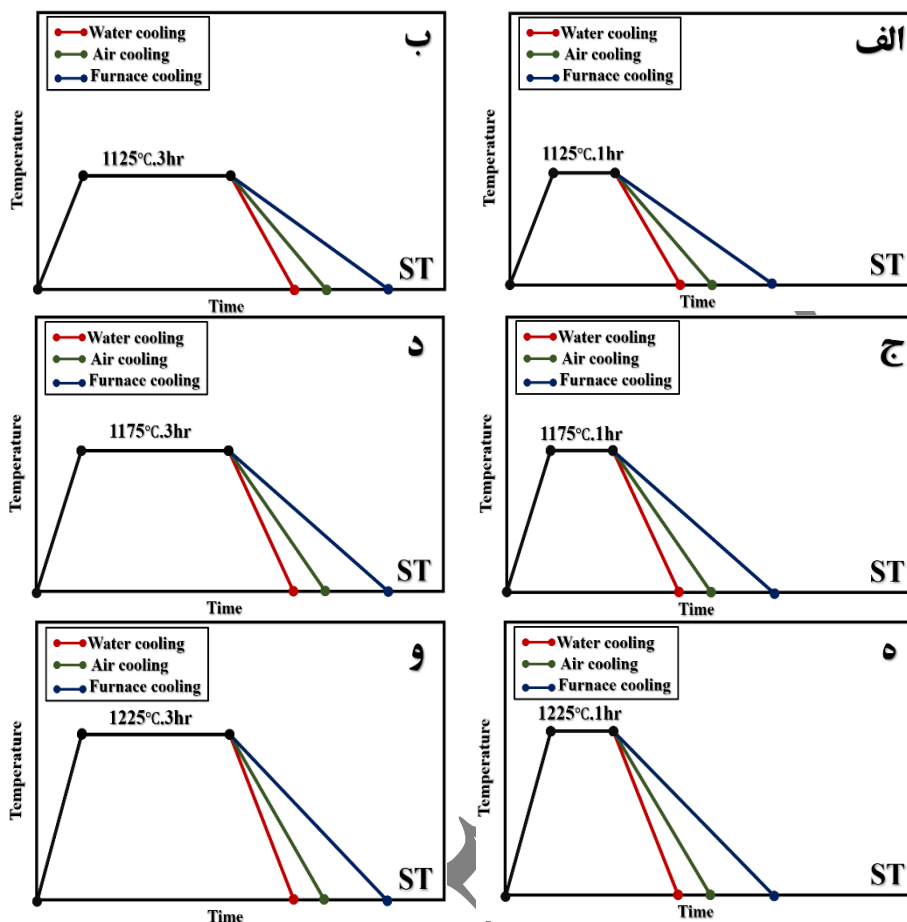 الف
Water cooling
Air cooling
Furnace cooling
1125℃.1hr
Temperature
ST
Time
ب
Water cooling
Air cooling
Furnace cooling
1125℃.3hr
Temperature
ST
Time
ج
Water cooling
Air cooling
Furnace cooling
1175℃.1hr
Temperature
ST
Time
د
Water cooling
Air cooling
Furnace cooling
1175℃.3hr
Temperature
ST
Time
ه
Water cooling
Air cooling
Furnace cooling
1225℃.1hr
Temperature
ST
Time
و
Water cooling
Air cooling
Furnace cooling
1225℃.3hr
Temperature
ST
Time